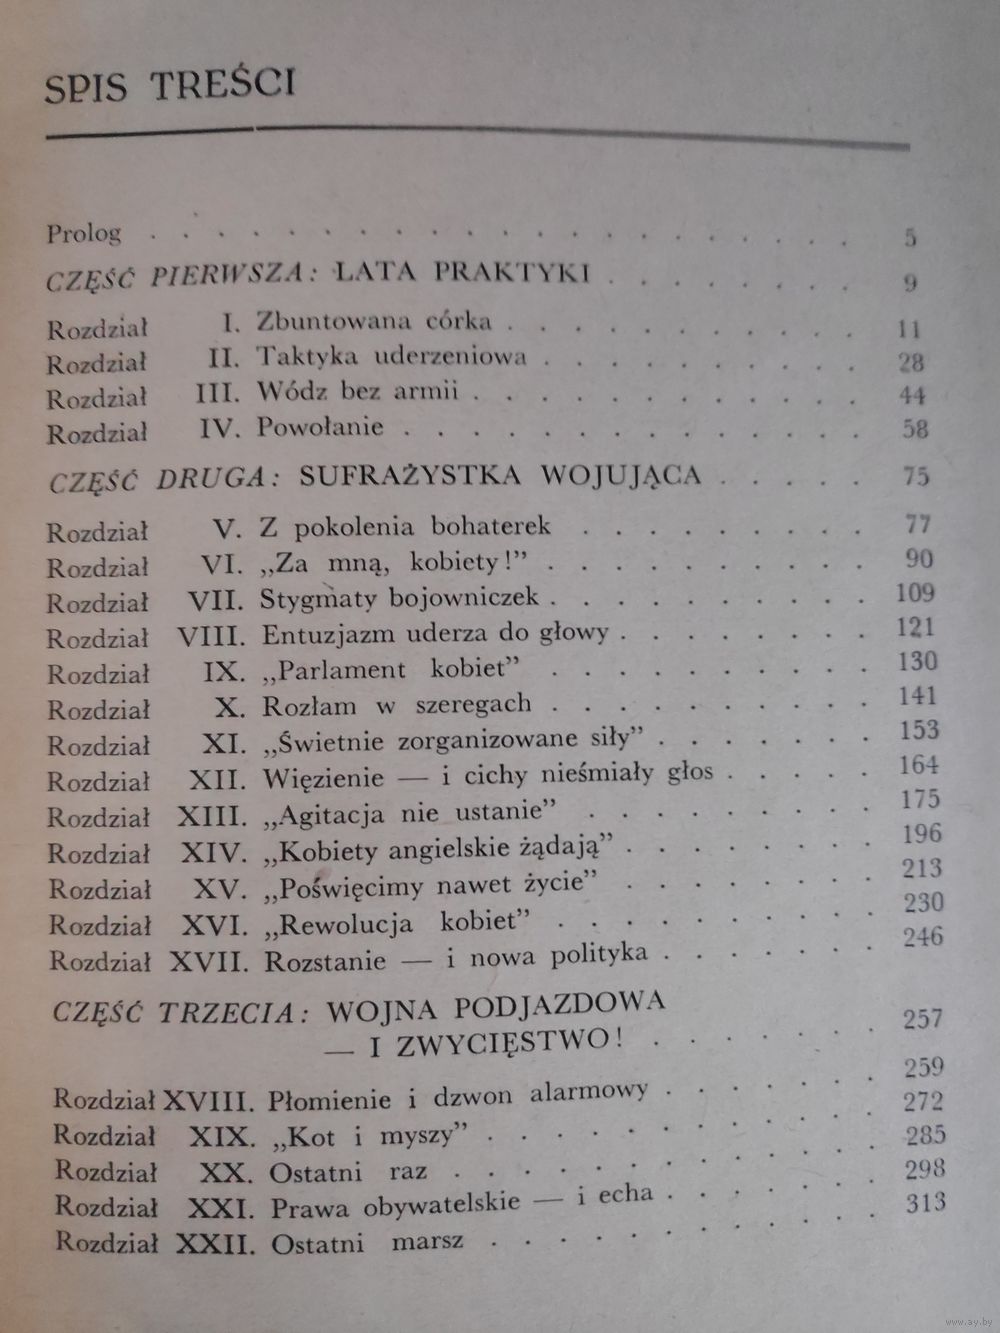 SPIS TREŚCI
Prolog . . . . . . . . . . . . . . . . . . . . 5
CZĘŚĆ PIERWSZA: LATA PRAKTYKI . . . . . . . . 9
Rozdział I. Zbuntowana córka . . . . . . . . . . . 11
Rozdział II. Taktyka uderzeniowa . . . . . . . . . . 28
Rozdział III. Wódz bez armii . . . . . . . . . . . . 44
Rozdział IV. Powołanie . . . . . . . . . . . . . . 58
CZĘŚĆ DRUGA: SUFRAŻYSTKA WOJUJĄCA . . . . . 75
Rozdział V. Z pokolenia bohaterek . . . . . . . . . 77
Rozdział VI. „Za mną, kobiety!” . . . . . . . . . . 90
Rozdział VII. Stygmaty bojowniczek . . . . . . . . . . 109
Rozdział VIII. Entuzjazm uderza do głowy . . . . . . . . 121
Rozdział IX. „Parlament kobiet” . . . . . . . . . . 130
Rozdział X. Rozłam w szeregach . . . . . . . . . . 141
Rozdział XI. „Świetnie zorganizowane siły” . . . . . . . 153
Rozdział XII. Więzienie — i cichy nieśmiały głos . . . . . 164
Rozdział XIII. „Agitacja nie ustanie” . . . . . . . . . 175
Rozdział XIV. „Kobiety angielskie żądają” . . . . . . . . 196
Rozdział XV. „Poświęcimy nawet życie” . . . . . . . . 213
Rozdział XVI. „Rewolucja kobiet” . . . . . . . . . . 230
Rozdział XVII. Rozstanie — i nowa polityka . . . . . . . 246
CZĘŚĆ TRZECIA: WOJNA PODJAZDOWA
— I ZWYCIĘSTWO! . . . . . . . 257
Rozdział XVIII. Płomienie i dzwon alarmowy . . . . . . . 259
Rozdział XIX. „Kot i myszy” . . . . . . . . . . . 272
Rozdział XX. Ostatni raz . . . . . . . . . . . . 285
Rozdział XXI. Prawa obywatelskie — i echa . . . . . . . 298
Rozdział XXII. Ostatni marsz . . . . . . . . . . . 313
www.ay.by